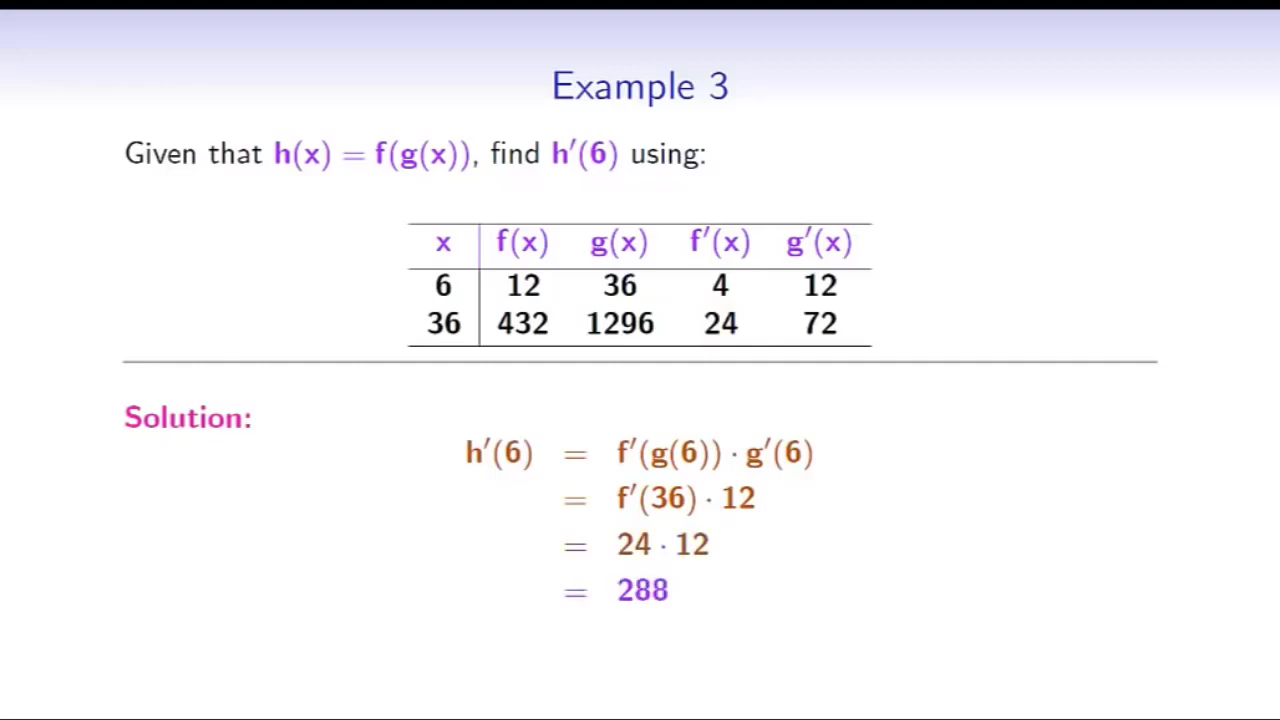 Example 3
Given that h(x) = f(g(x)), find h′(6) using:
x f(x) g(x) f′(x) g′(x)
6 12 36 4 12
36 432 1296 24 72
Solution:
h′(6) = f′(g(6)) · g′(6)
= f′(36) · 12
= 24 · 12
= 288